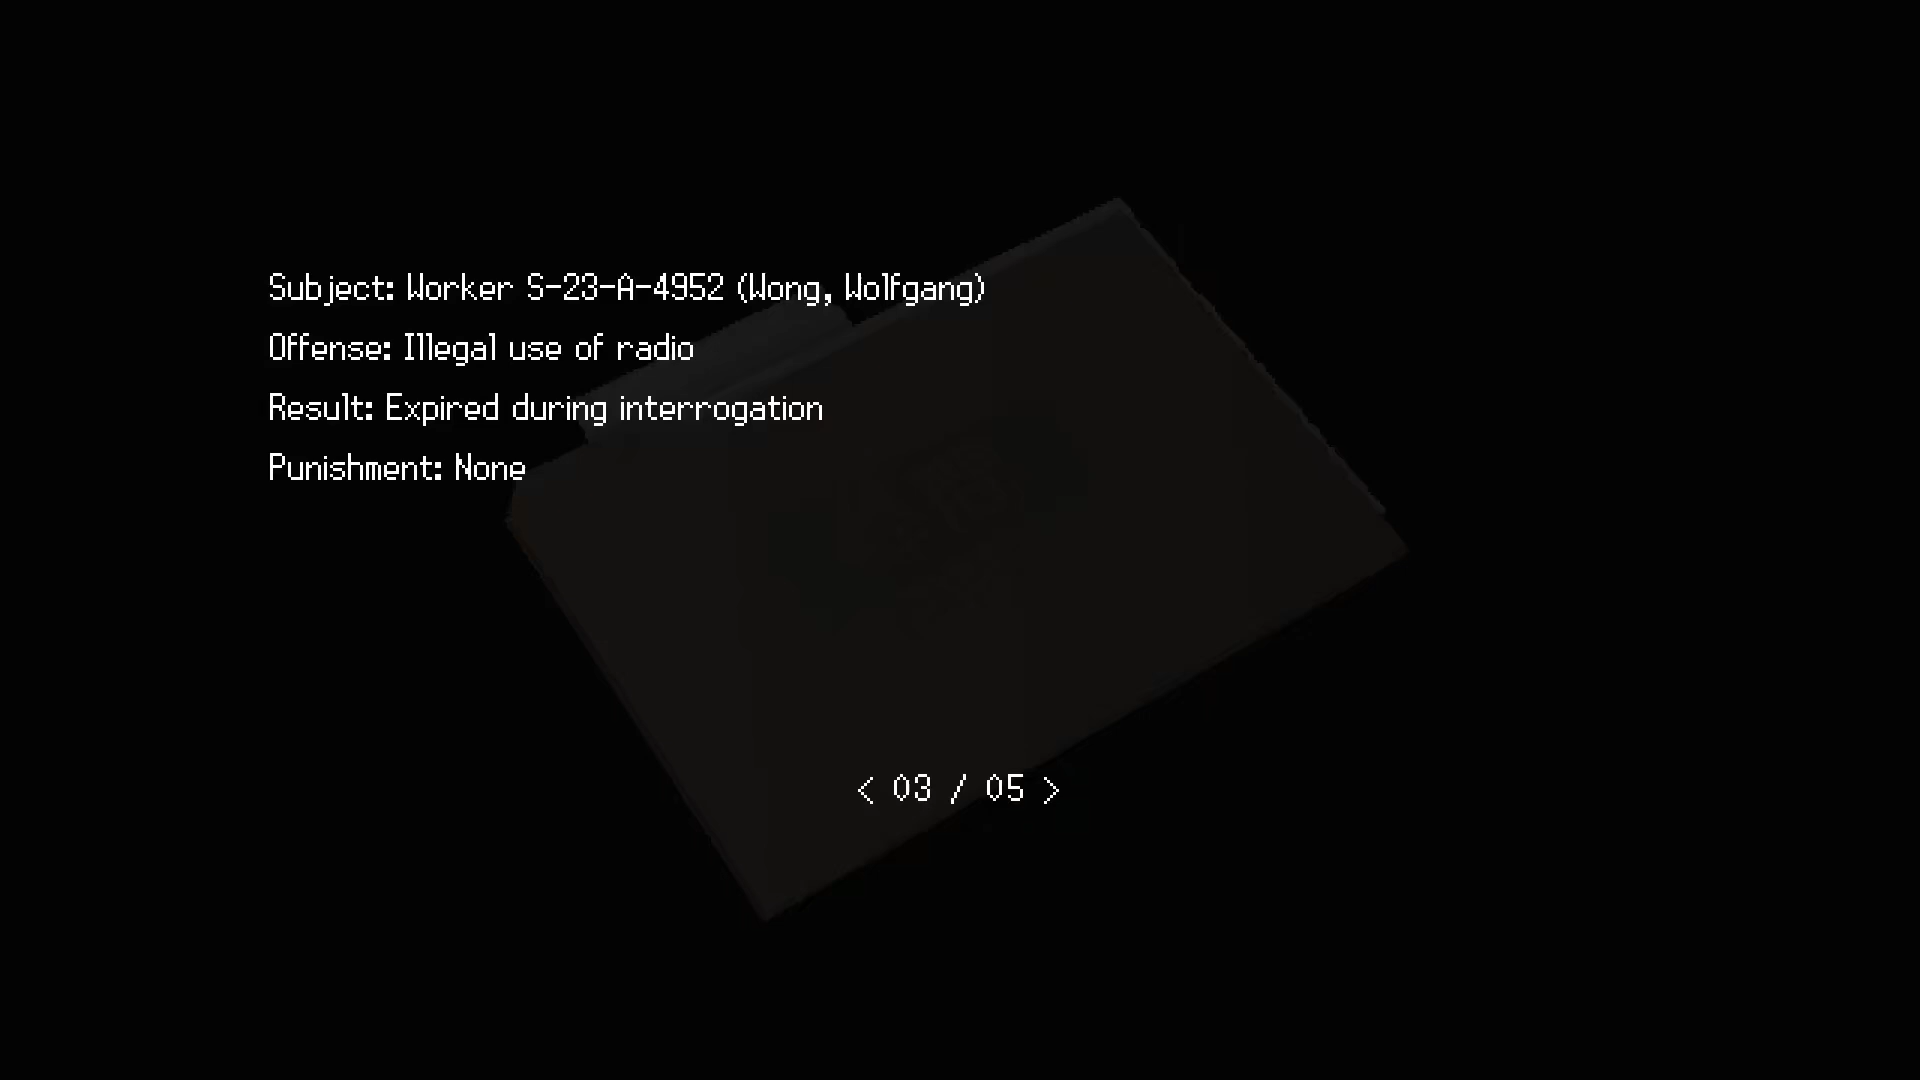 Subject: Worker S-23-A-4952 (Wong, Wolfgang)
Offense: Illegal use of radio
Result: Expired during interrogation
Punishment: None
< 03 / 05 >